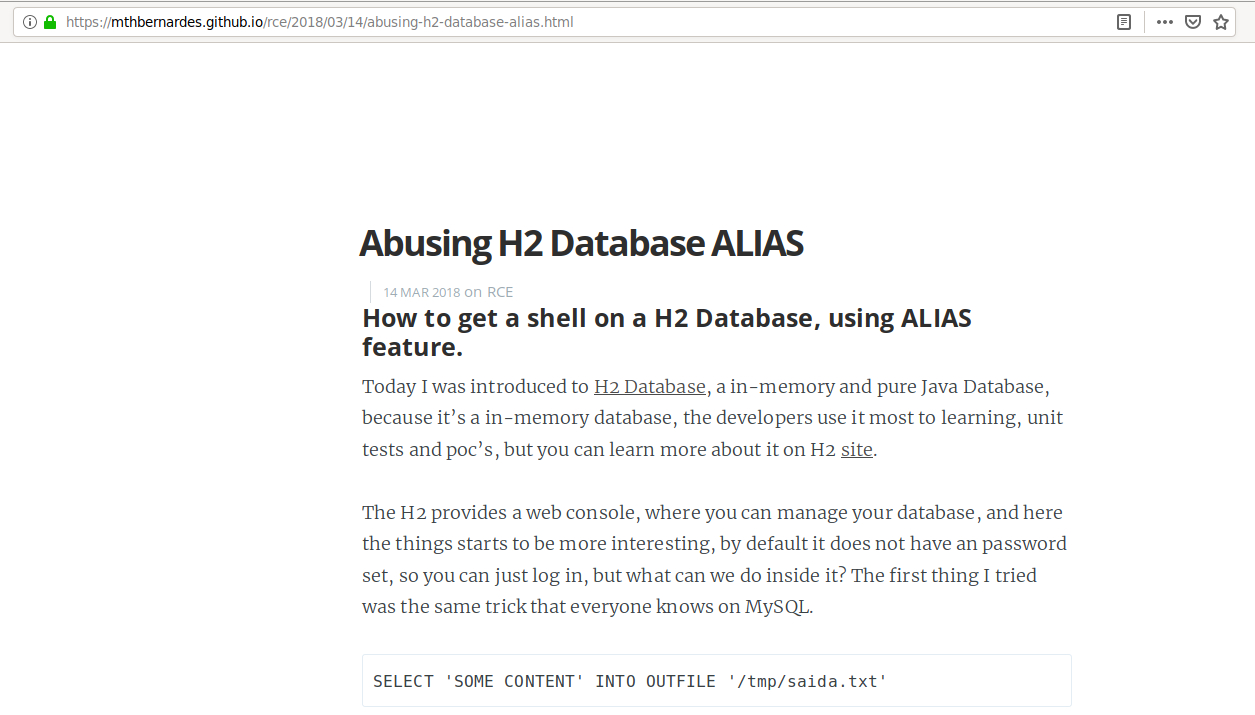 https://mthbernardes.github.io/rce/2018/03/14/abusing-h2-database-alias.html
Abusing H2 Database ALIAS
14 MAR 2018 on RCE
How to get a shell on a H2 Database, using ALIAS
feature.
Today I was introduced to H2 Database, a in-memory and pure Java Database,
because it’s a in-memory database, the developers use it most to learning, unit
tests and poc’s, but you can learn more about it on H2 site.
The H2 provides a web console, where you can manage your database, and here
the things starts to be more interesting, by default it does not have an password
set, so you can just log in, but what can we do inside it? The first thing I tried
was the same trick that everyone knows on MySQL.
SELECT 'SOME CONTENT' INTO OUTFILE '/tmp/saida.txt'